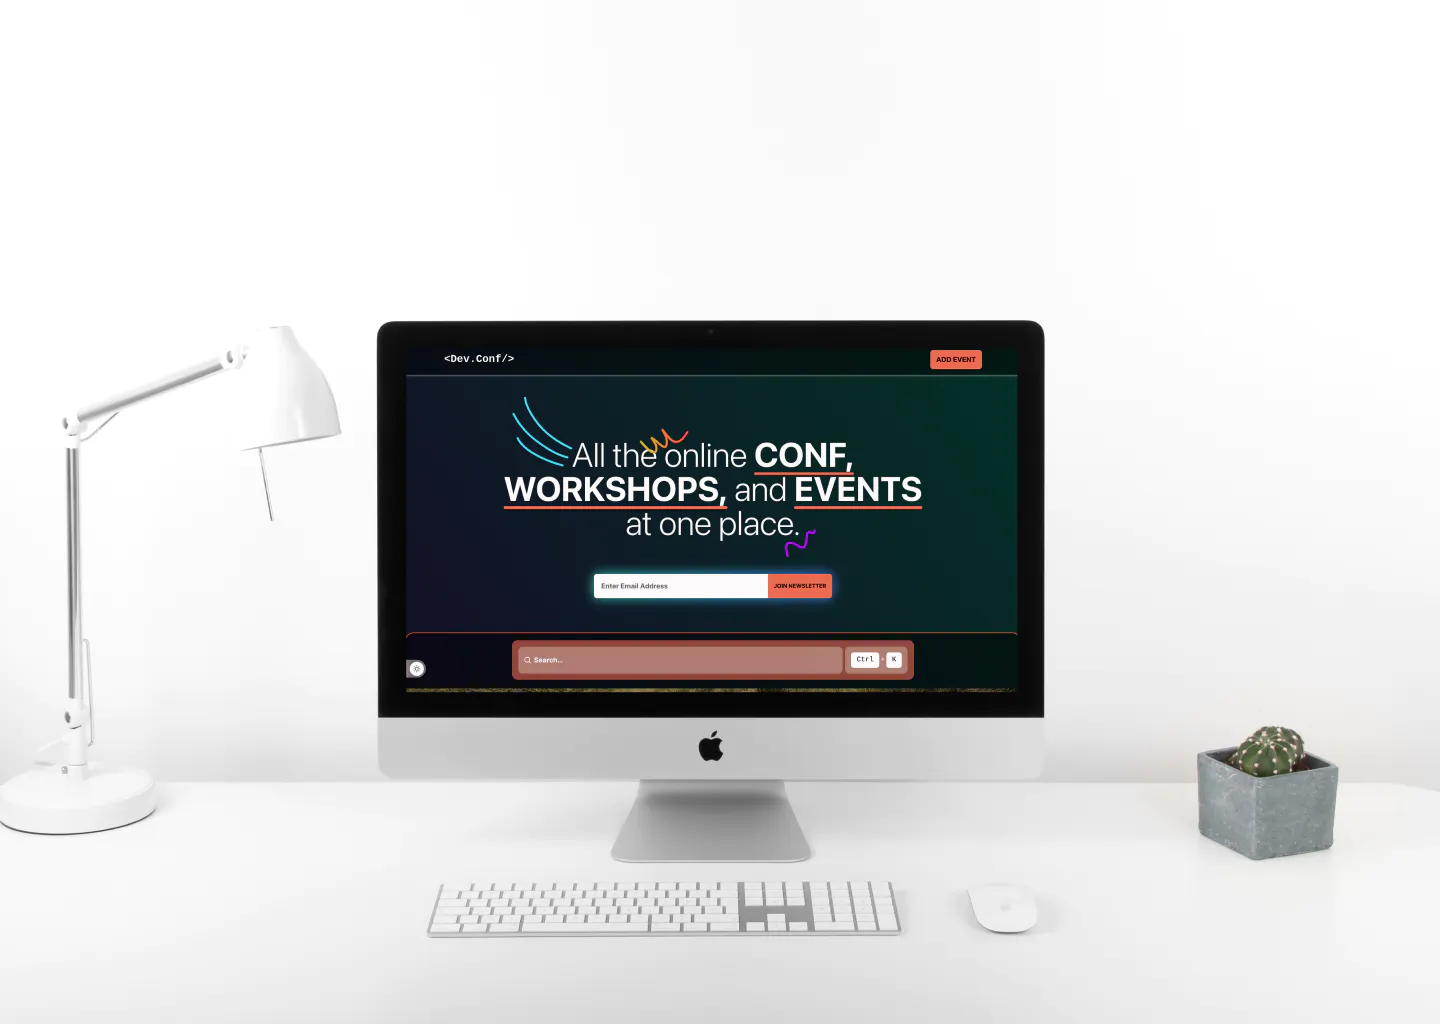 <Dev.Conf/>
ADD EVENT
All the online CONF,
WORKSHOPS, and EVENTS
at one place.
Enter Email Address
JOIN NEWSLETTER
Search...
Ctrl + K